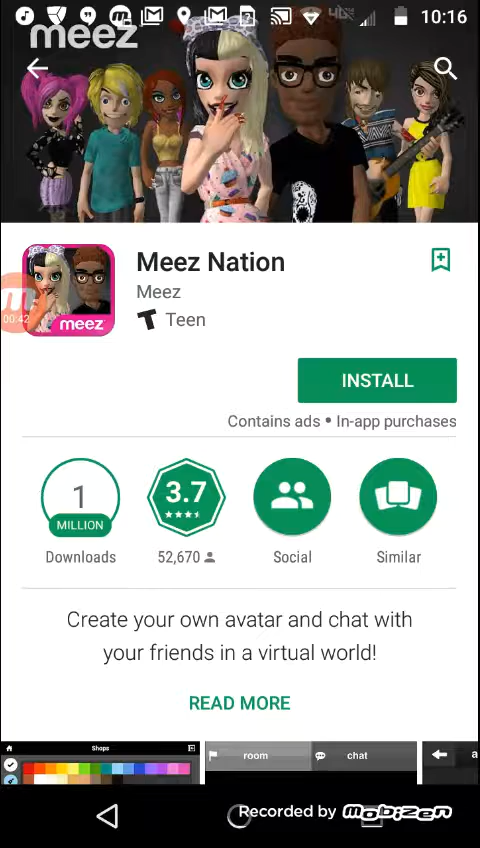 4G
10:16
meez
Meez Nation
Meez
T Teen
meez
00:42
INSTALL
Contains ads • In-app purchases
1
MILLION
3.7
Downloads
52,670
Social
Similar
Create your own avatar and chat with
your friends in a virtual world!
READ MORE
Shops
room
chat
a
Recorded by MOBIZEN